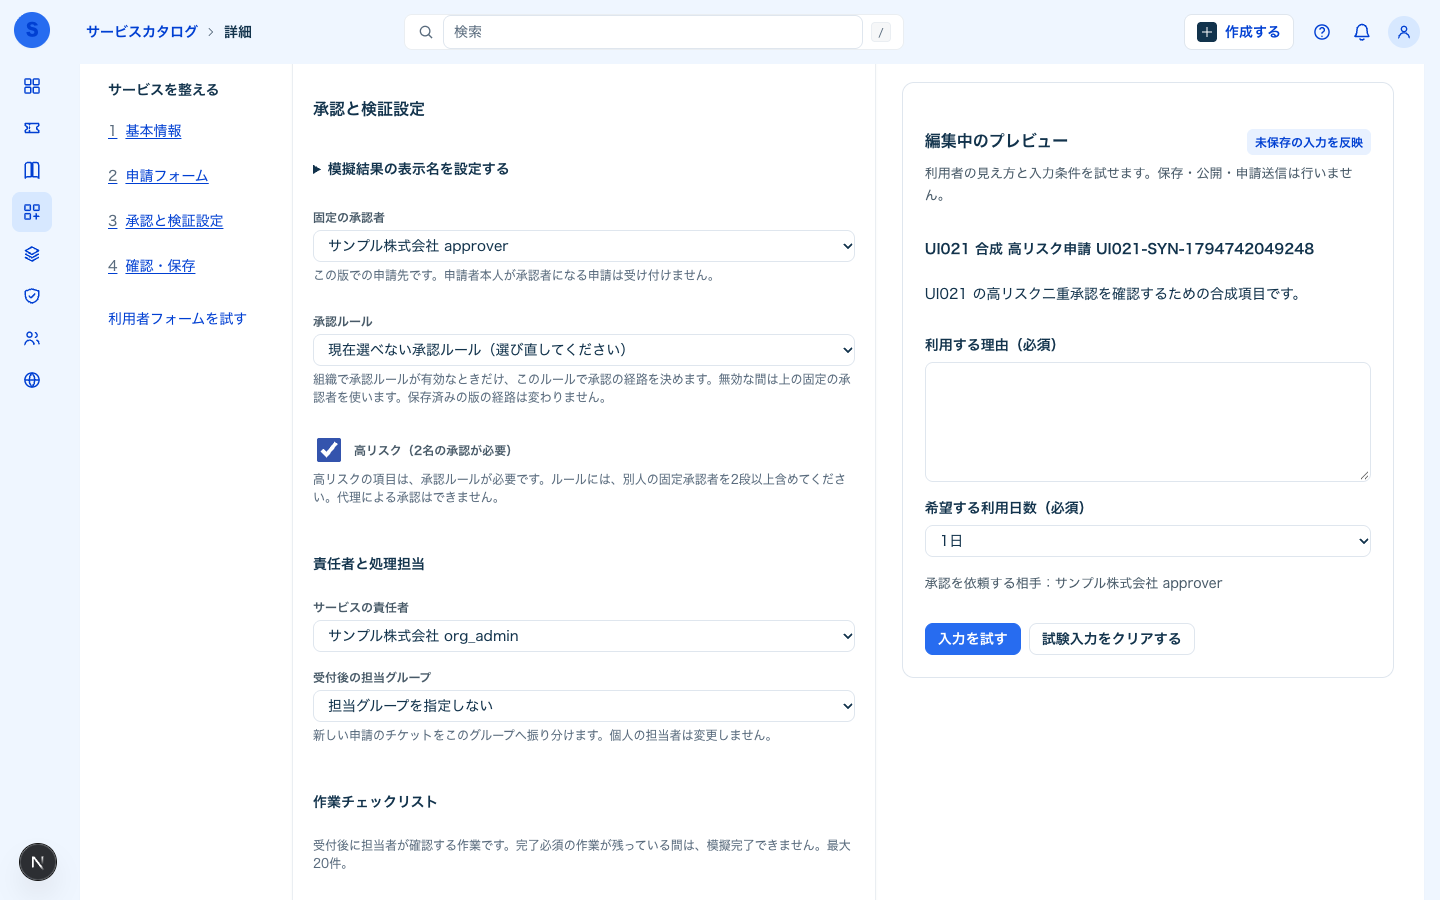 S
サービスカタログ
詳細
検索
/
作成する
サービスを整える
1 基本情報
2 申請フォーム
3 承認と検証設定
4 確認・保存
利用者フォームを試す
承認と検証設定
▶ 模擬結果の表示名を設定する
固定の承認者
サンプル株式会社 approver
この版での申請先です。申請者本人が承認者になる申請は受け付けません。
承認ルール
現在選べない承認ルール（選び直してください）
組織で承認ルールが有効なときだけ、このルールで承認の経路を決めます。無効な間は上の固定の承
認者を使います。保存済みの版の経路は変わりません。
高リスク（2名の承認が必要）
高リスクの項目は、承認ルールが必要です。ルールには、別人の固定承認者を2段以上含めてくださ
い。代理による承認はできません。
責任者と処理担当
サービスの責任者
サンプル株式会社 org_admin
受付後の担当グループ
担当グループを指定しない
新しい申請のチケットをこのグループへ振り分けます。個人の担当者は変更しません。
作業チェックリスト
受付後に担当者が確認する作業です。完了必須の作業が残っている間は、模擬完了できません。最大
20件。
編集中のプレビュー
未保存の入力を反映
利用者の見え方と入力条件を試せます。保存・公開・申請送信は行いませ
ん。
UI021 合成 高リスク申請 UI021-SYN-1794742049248
UI021 の高リスク二重承認を確認するための合成項目です。
利用する理由（必須）
希望する利用日数（必須）
1日
承認を依頼する相手：サンプル株式会社 approver
入力を試す
試験入力をクリアする
N